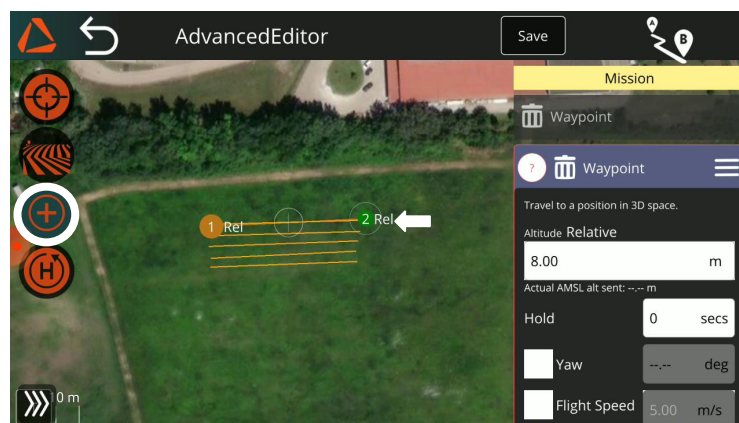 AdvancedEditor
Save
A
B
Mission
Waypoint
? Waypoint
Travel to a position in 3D space.
Altitude Relative
8.00 m
Actual AMSL alt sent: --.-- m
Hold 0 secs
Yaw --.-- deg
Flight Speed 5.00 m/s
1 Rel
2 Rel
H
0 m